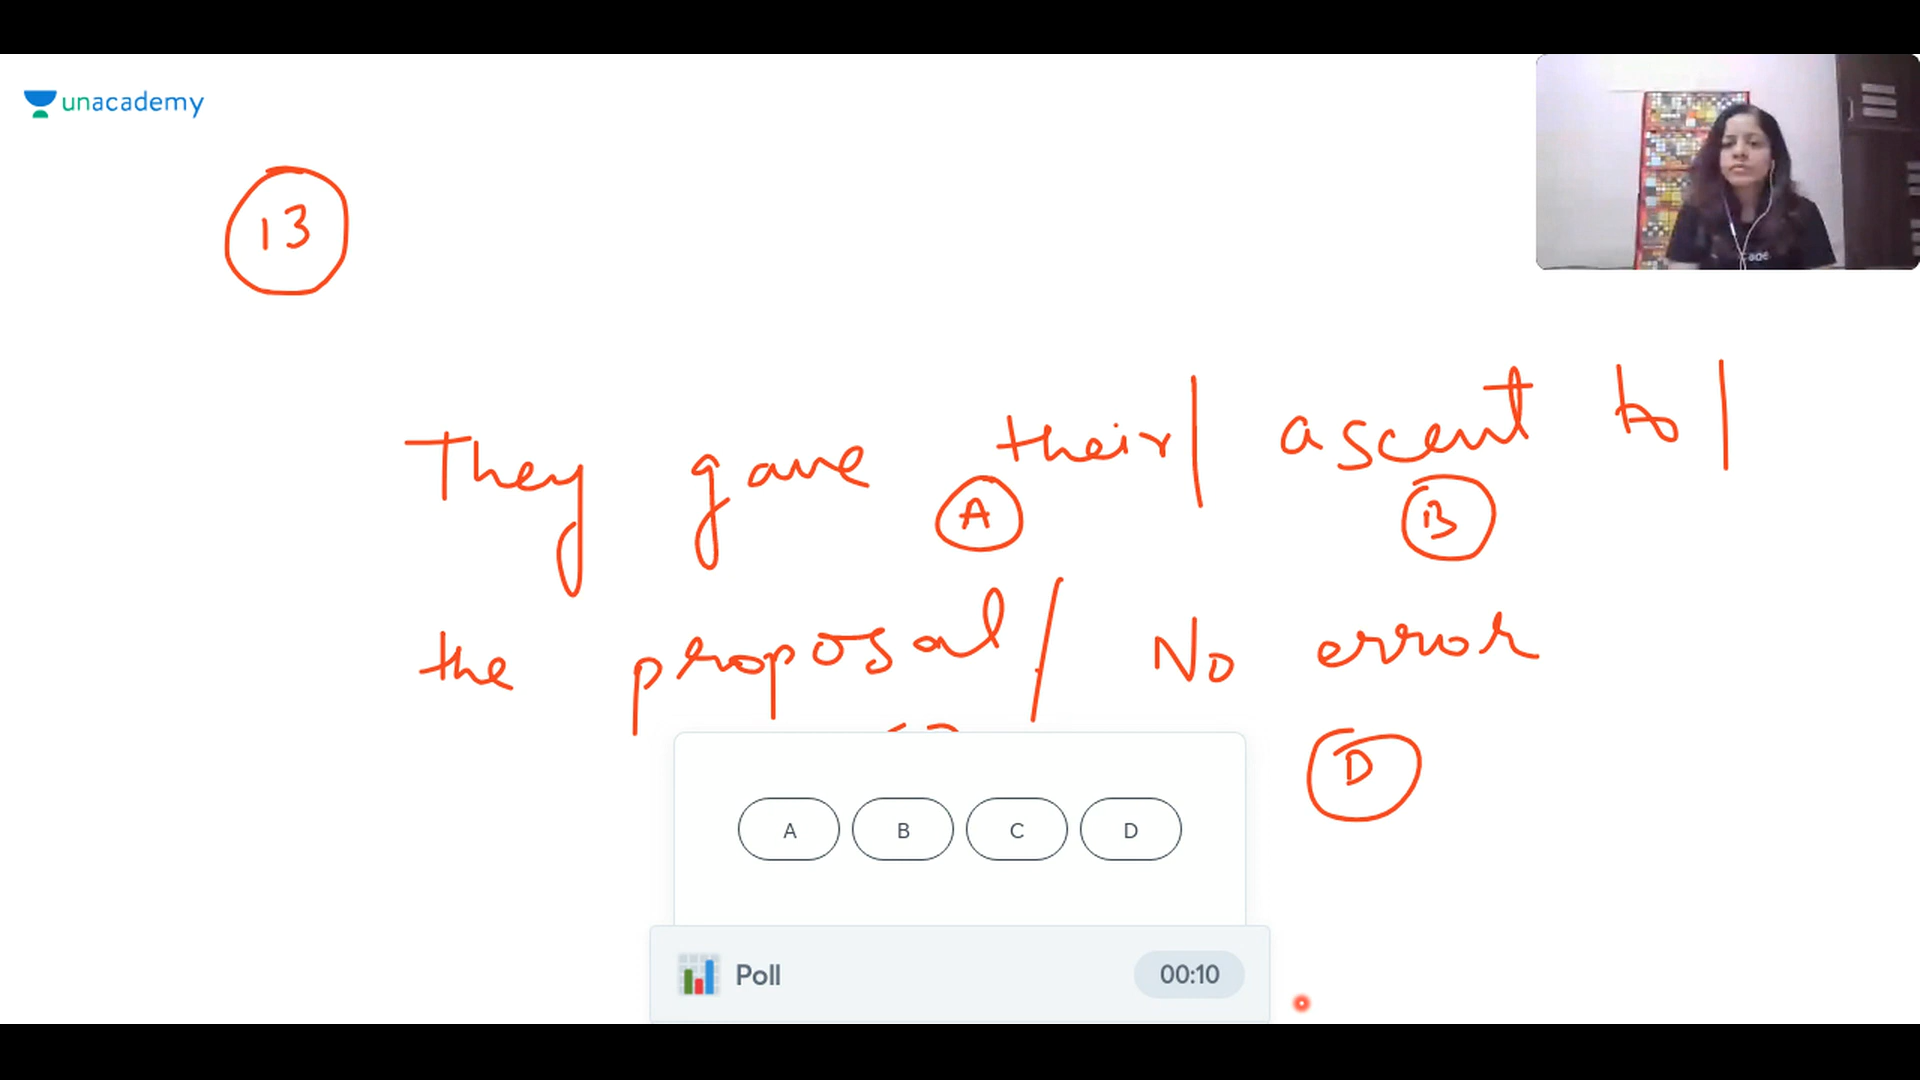 unacademy
13
They gave their| ascent to|
A
B
the proposal/ No error
D
A B C D
Poll 00:10